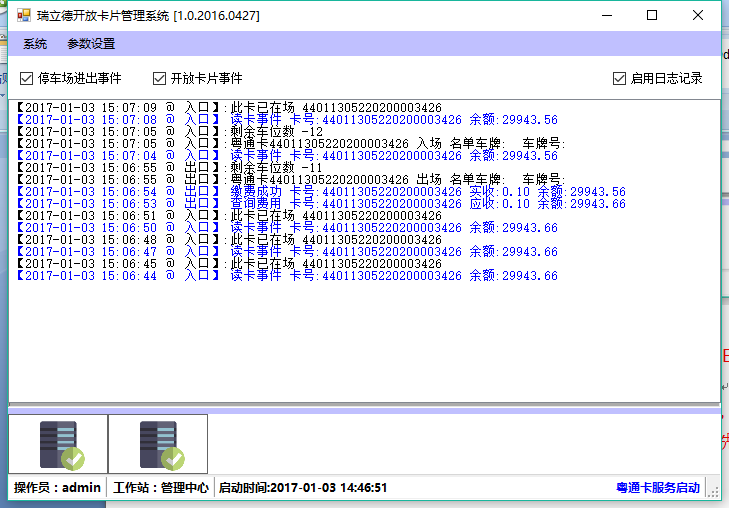 瑞立德开放卡片管理系统 [1.0.2016.0427]
系统 参数设置
停车场进出事件 开放卡片事件 启用日志记录
【2017-01-03 15:07:09 @ 入口】:此卡已在场 44011305220200003426
【2017-01-03 15:07:08 @ 入口】 读卡事件 卡号:44011305220200003426 余额:29943.56
【2017-01-03 15:07:05 @ 入口】:剩余车位数 -12
【2017-01-03 15:07:05 @ 入口】:粤通卡44011305220200003426 入场 名单车牌: 车牌号:
【2017-01-03 15:07:04 @ 入口】 读卡事件 卡号:44011305220200003426 余额:29943.56
【2017-01-03 15:06:55 @ 出口】:剩余车位数 -11
【2017-01-03 15:06:55 @ 出口】:粤通卡44011305220200003426 出场 名单车牌: 车牌号:
【2017-01-03 15:06:54 @ 出口】 缴费成功 卡号:44011305220200003426 实收:0.10 余额:29943.56
【2017-01-03 15:06:53 @ 出口】 查询费用 卡号:44011305220200003426 应收:0.10 余额:29943.66
【2017-01-03 15:06:51 @ 入口】:此卡已在场 44011305220200003426
【2017-01-03 15:06:50 @ 入口】 读卡事件 卡号:44011305220200003426 余额:29943.66
【2017-01-03 15:06:48 @ 入口】:此卡已在场 44011305220200003426
【2017-01-03 15:06:47 @ 入口】 读卡事件 卡号:44011305220200003426 余额:29943.66
【2017-01-03 15:06:45 @ 入口】:此卡已在场 44011305220200003426
【2017-01-03 15:06:44 @ 入口】 读卡事件 卡号:44011305220200003426 余额:29943.66
操作员：admin 工作站：管理中心 启动时间:2017-01-03 14:46:51 粤通卡服务启动